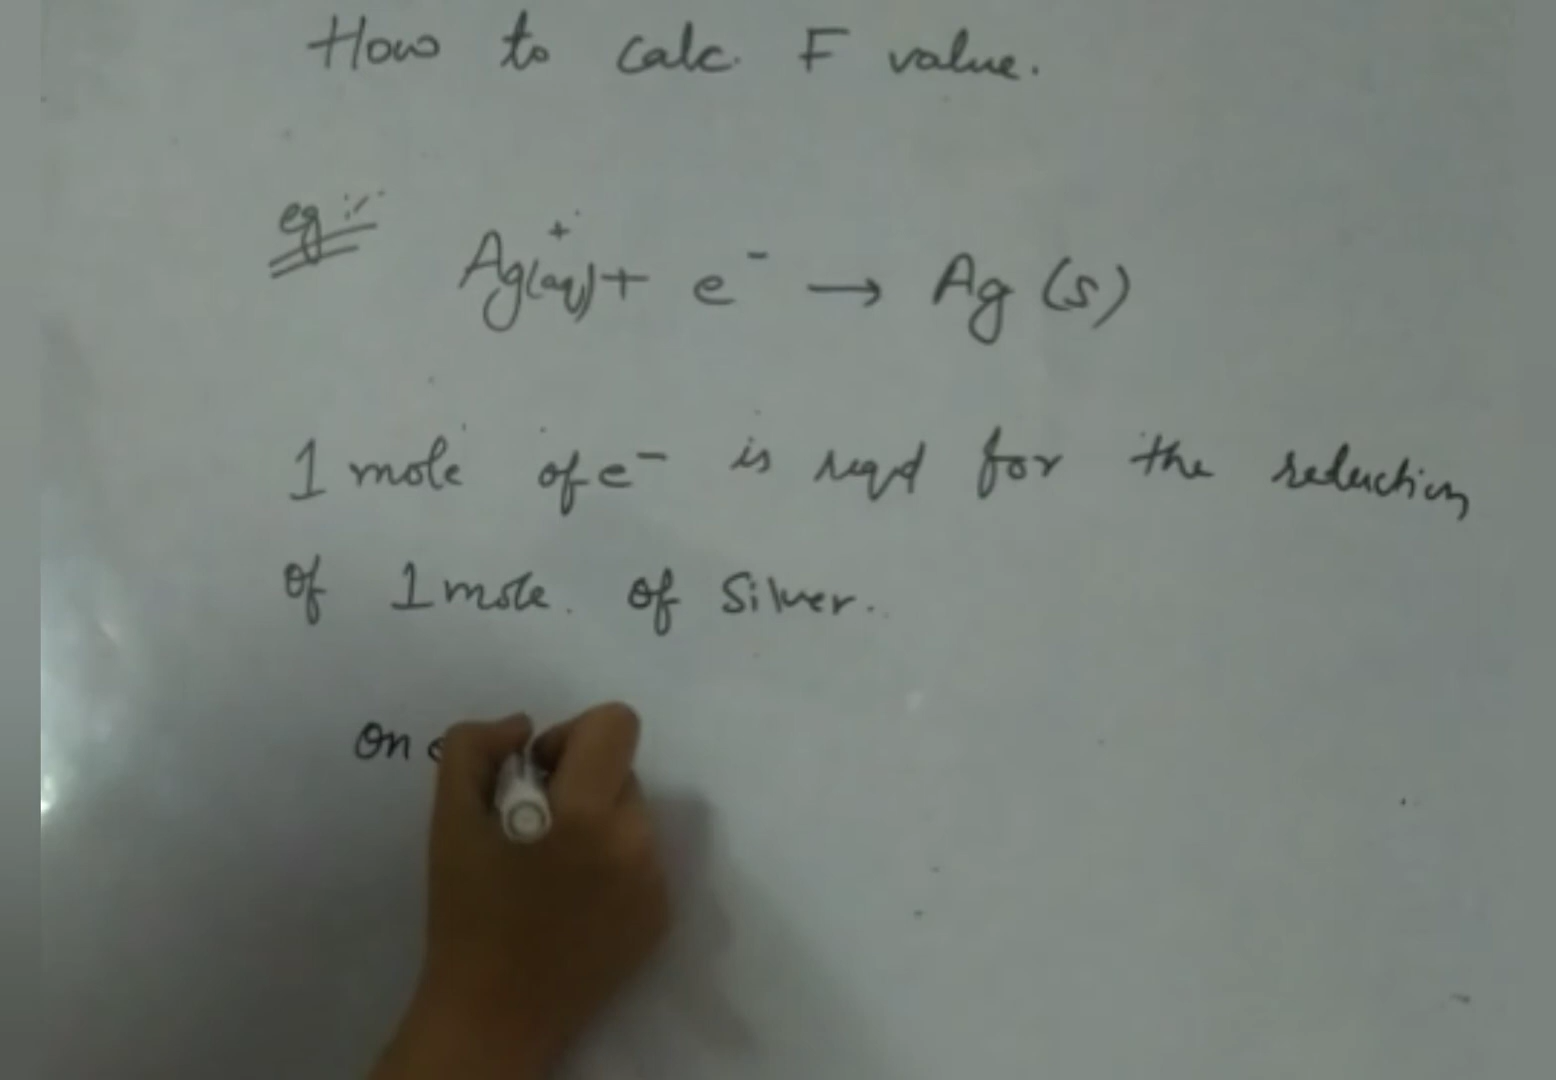 How to calc. F value.
eg :-
Ag⁺(aq) + e⁻ → Ag (s)
1 mole of e⁻ is reqd for the reduction
of 1 mole. of Silver.
on